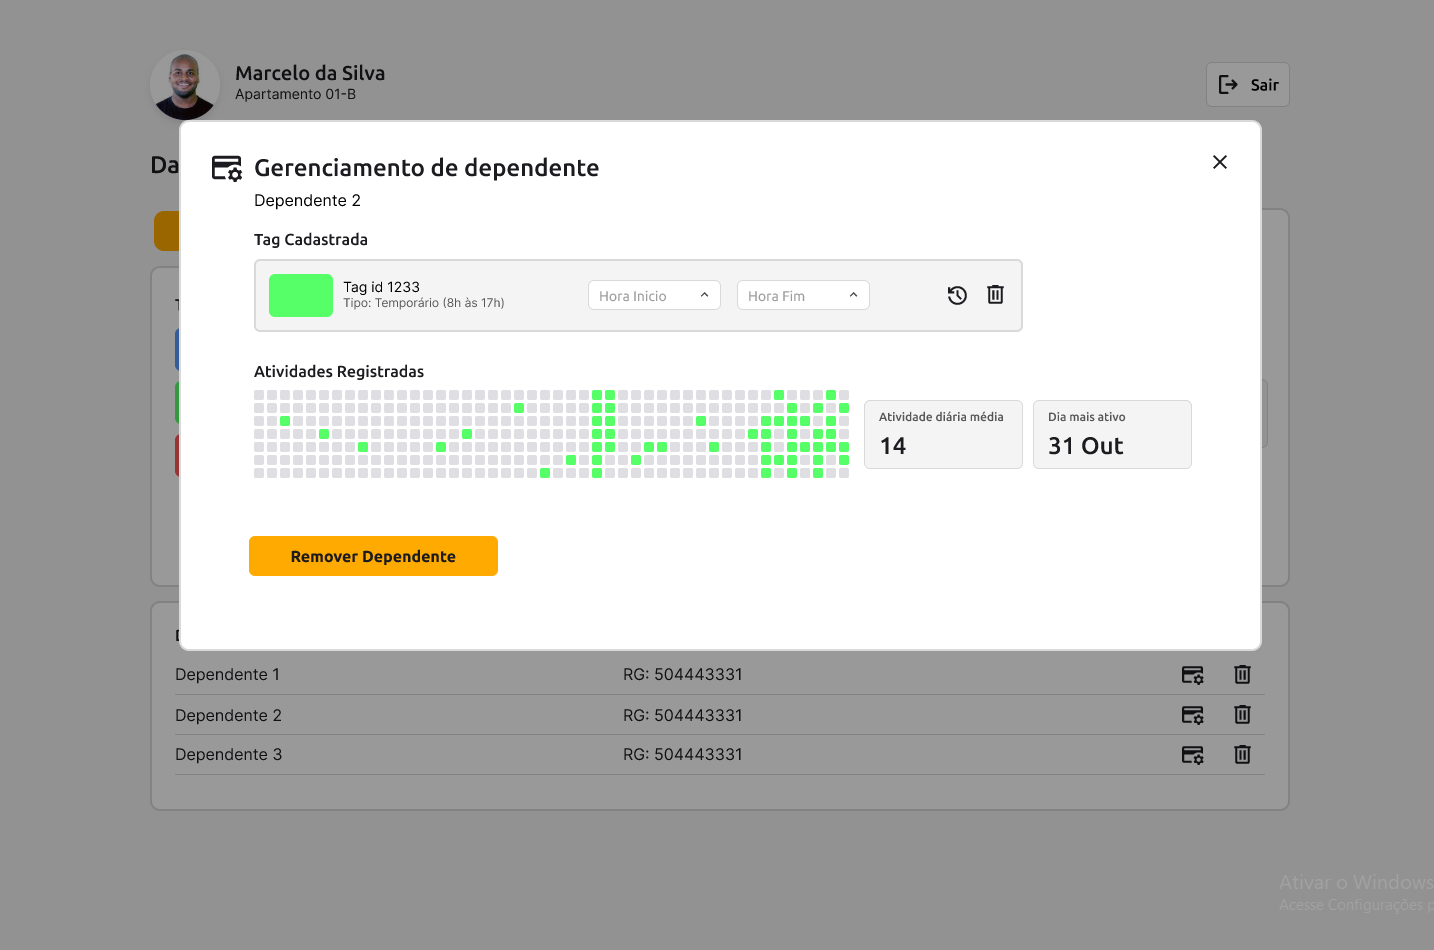 Marcelo da Silva
Apartamento 01-B
Sair
Da
Gerenciamento de dependente
Dependente 2
Tag Cadastrada
Tag id 1233
Tipo: Temporário (8h às 17h)
Hora Inicio
Hora Fim
Atividades Registradas
Atividade diária média
14
Dia mais ativo
31 Out
Remover Dependente
Dependente 1 RG: 504443331
Dependente 2 RG: 504443331
Dependente 3 RG: 504443331
Ativar o Windows
Acesse Configurações p